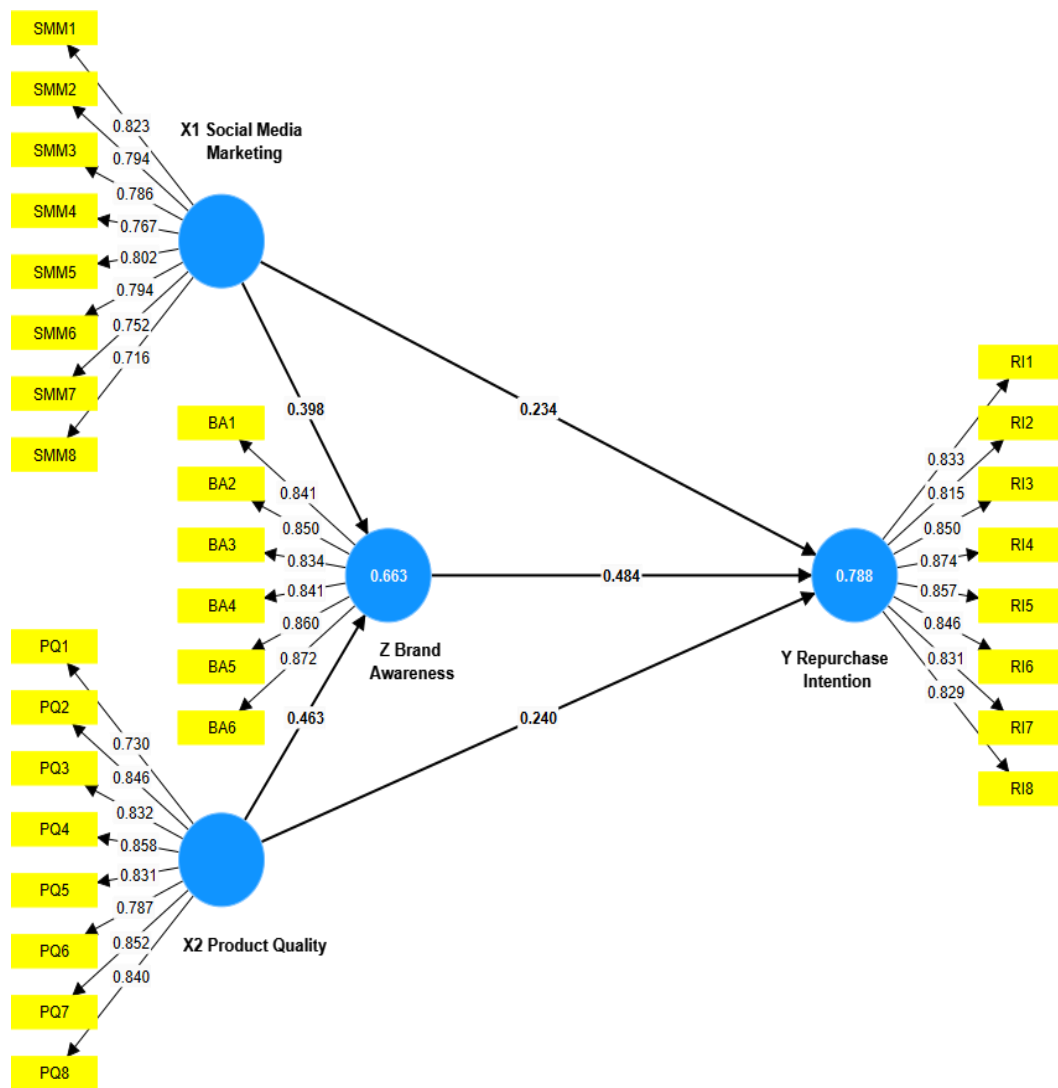 SMM1
SMM2
SMM3
SMM4
SMM5
SMM6
SMM7
SMM8
0.823
0.794
0.786
0.767
0.802
0.794
0.752
0.716
X1 Social Media
Marketing
0.398
0.234
BA1
BA2
BA3
BA4
BA5
BA6
0.841
0.850
0.834
0.841
0.860
0.872
0.663
Z Brand
Awareness
0.484
0.463
0.240
PQ1
PQ2
PQ3
PQ4
PQ5
PQ6
PQ7
PQ8
0.730
0.846
0.832
0.858
0.831
0.787
0.852
0.840
X2 Product Quality
0.788
Y Repurchase
Intention
0.833
0.815
0.850
0.874
0.857
0.846
0.831
0.829
RI1
RI2
RI3
RI4
RI5
RI6
RI7
RI8